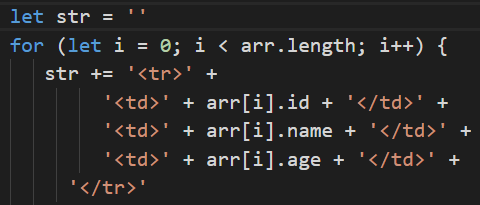 let str = ''
for (let i = 0; i < arr.length; i++) {
str += '<tr>' +
'<td>' + arr[i].id + '</td>' +
'<td>' + arr[i].name + '</td>' +
'<td>' + arr[i].age + '</td>' +
'</tr>'